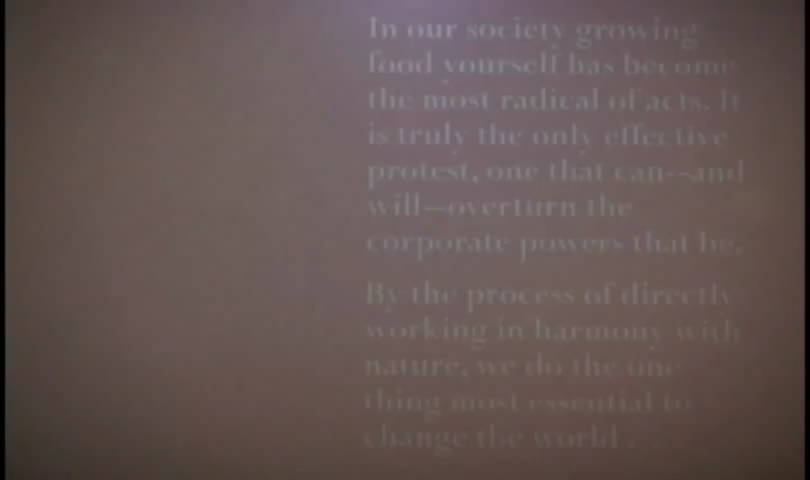 In our society growing
food yourself has become
the most radical of acts. It
is truly the only effective
protest, one that can--and
will—overturn the
corporate powers that be.
By the process of directly
working in harmony with
nature, we do the one
thing most essential to
change the world .